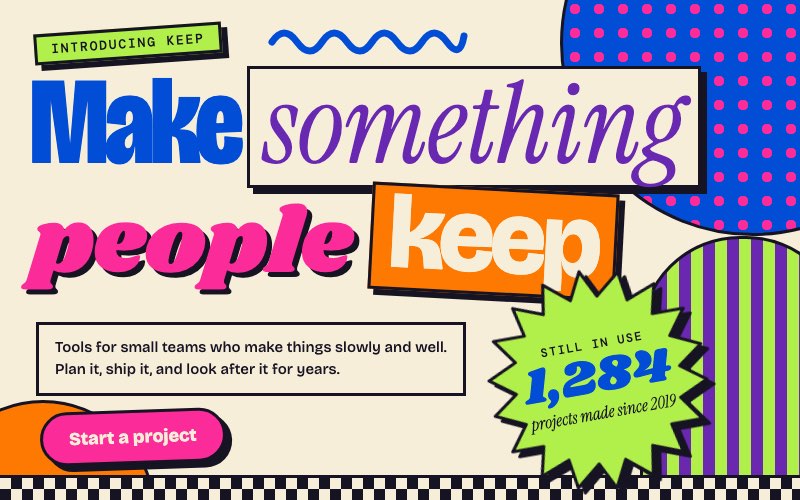 INTRODUCING KEEP
Make something
people keep
Tools for small teams who make things slowly and well.
Plan it, ship it, and look after it for years.
Start a project
STILL IN USE
1,284
projects made since 2019